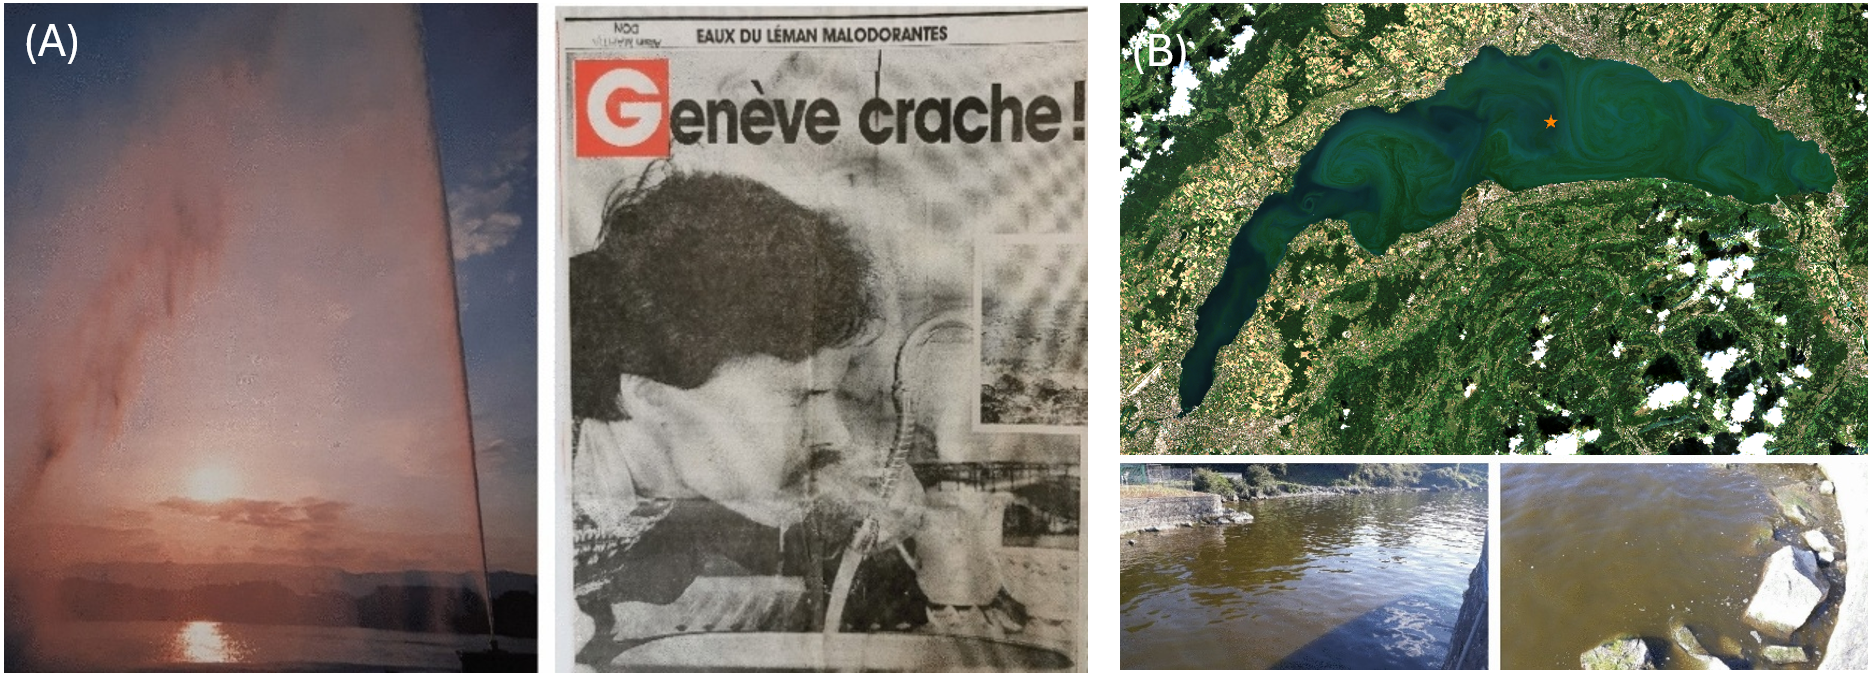 (A)
EAUX DU LÉMAN MALODORANTES
Genève crache!
(B)